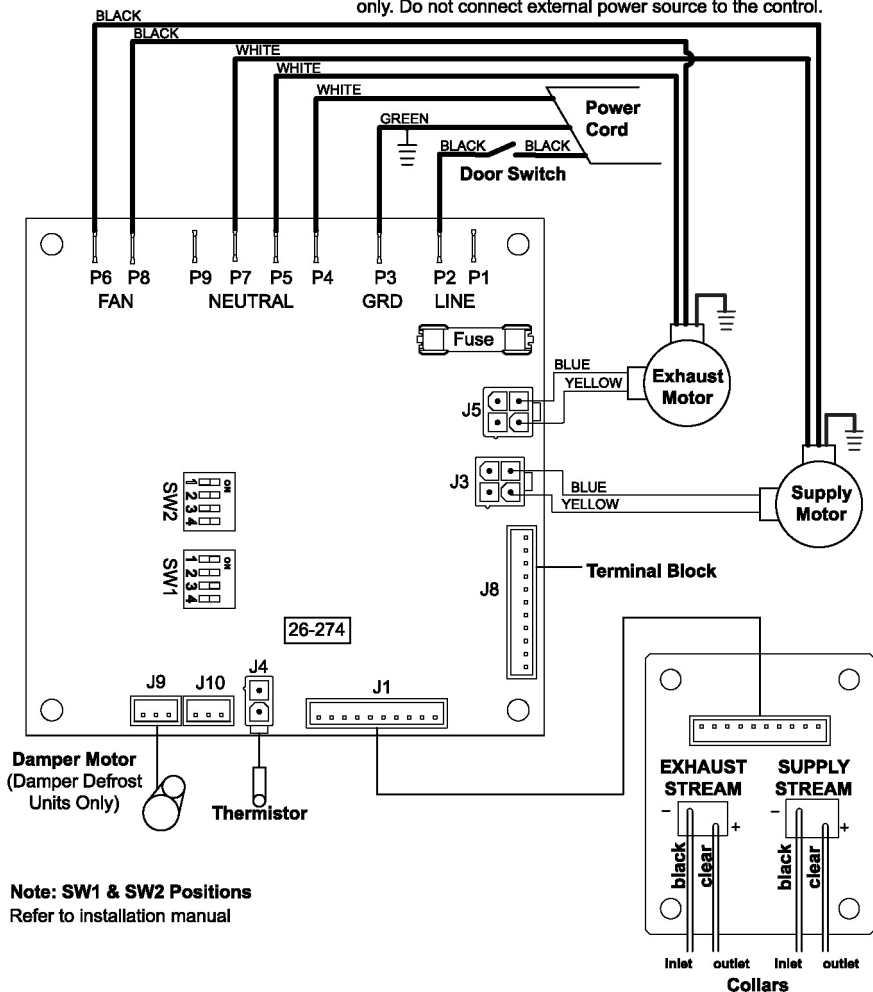 only. Do not connect external power source to the control.
BLACK
BLACK
WHITE
WHITE
WHITE
GREEN
BLACK
BLACK
Power
Cord
Door Switch
P6 P8 P9 P7 P5 P4 P3 P2 P1
FAN NEUTRAL GRD LINE
Fuse
BLUE
YELLOW
Exhaust
Motor
J5
J3
BLUE
YELLOW
Supply
Motor
SW2
1
2
3
4
ON
SW1
1
2
3
4
ON
J8
Terminal Block
26-274
J9 J10 J4 J1
Damper Motor
(Damper Defrost
Units Only)
Thermistor
EXHAUST
STREAM
SUPPLY
STREAM
- +
- +
black
clear
black
clear
inlet outlet inlet outlet
Collars
Note: SW1 & SW2 Positions
Refer to installation manual